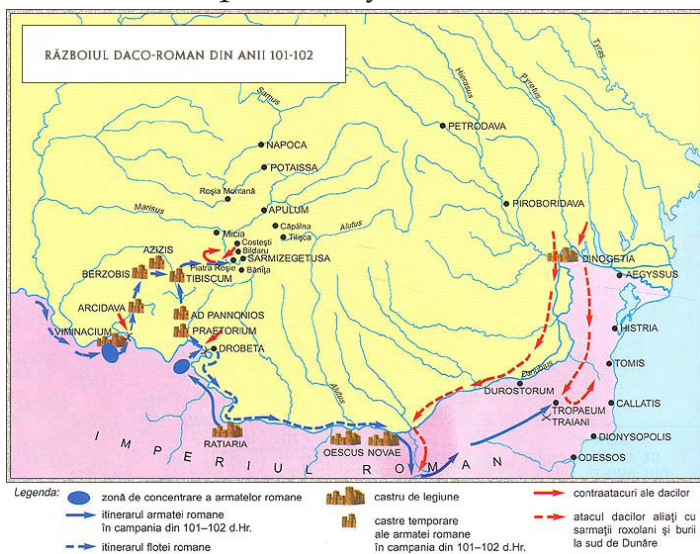 RĂZBOIUL DACO-ROMAN DIN ANII 101-102
Tyras
Hierasus
Pyretus
Samus
PETRODAVA
NAPOCA
POTAISSA
Roșia Montană
PIROBORIDAVA
Marisus
APULUM
Alutus
Căpâlna
Tilișca
Micia
Costești
Blidaru
AZIZIS
SARMIZEGETUSA
DINOGETIA
BERZOBIS
Piatra Roșie
Bănița
TIBISCUM
AEGYSSUS
ARCIDAVA
AD PANNONIOS
VIMINACIUM
PRAETORIUM
HISTRIA
DROBETA
Danubius
TOMIS
Alutus
DUROSTORUM
TROPAEUM
TRAIANI
CALLATIS
RATIARIA
OESCUS
NOVAE
DIONYSOPOLIS
IMPERIUL ROMAN
ODESSOS
Legenda:
zonă de concentrare a armatelor romane
itinerarul armatei romane
în campania din 101–102 d.Hr.
itinerarul flotei romane
castru de legiune
castre temporare
ale armatei romane
în campania din 101–102 d.Hr.
contraatacuri ale dacilor
atacul dacilor aliați cu
sarmații roxolani și burii
la sud de Dunăre